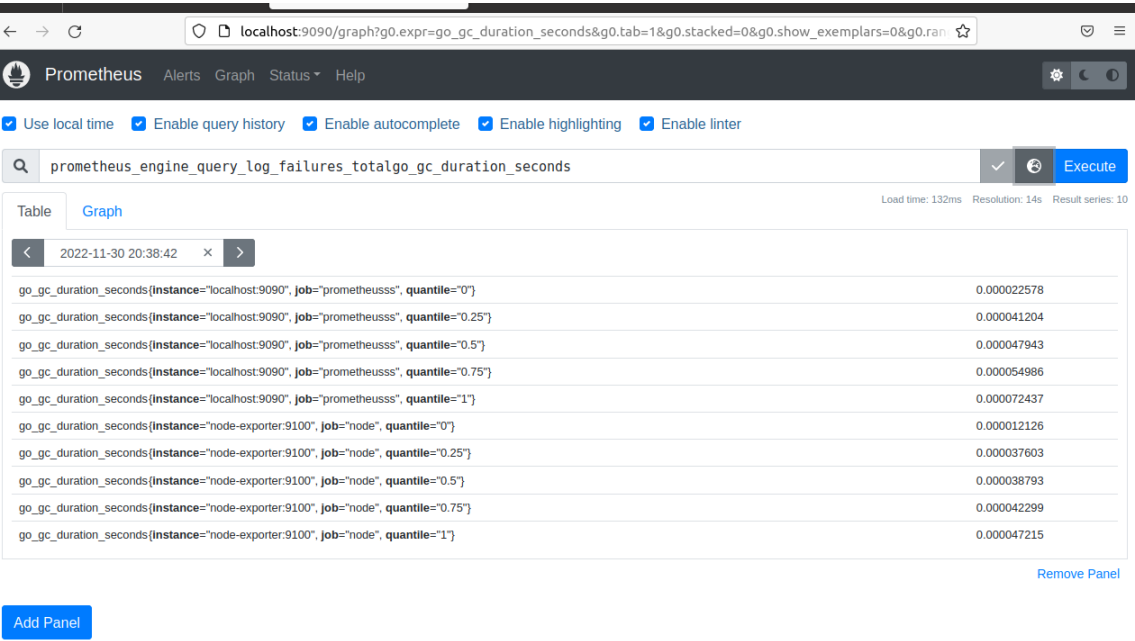 localhost:9090/graph?g0.expr=go_gc_duration_seconds&g0.tab=1&g0.stacked=0&g0.show_exemplars=0&g0.ran
Prometheus Alerts Graph Status Help
Use local time Enable query history Enable autocomplete Enable highlighting Enable linter
prometheus_engine_query_log_failures_totalgo_gc_duration_seconds Execute
Table Graph Load time: 132ms Resolution: 14s Result series: 10
2022-11-30 20:38:42
go_gc_duration_seconds{instance="localhost:9090", job="prometheusss", quantile="0"} 0.000022578
go_gc_duration_seconds{instance="localhost:9090", job="prometheusss", quantile="0.25"} 0.000041204
go_gc_duration_seconds{instance="localhost:9090", job="prometheusss", quantile="0.5"} 0.000047943
go_gc_duration_seconds{instance="localhost:9090", job="prometheusss", quantile="0.75"} 0.000054986
go_gc_duration_seconds{instance="localhost:9090", job="prometheusss", quantile="1"} 0.000072437
go_gc_duration_seconds{instance="node-exporter:9100", job="node", quantile="0"} 0.000012126
go_gc_duration_seconds{instance="node-exporter:9100", job="node", quantile="0.25"} 0.000037603
go_gc_duration_seconds{instance="node-exporter:9100", job="node", quantile="0.5"} 0.000038793
go_gc_duration_seconds{instance="node-exporter:9100", job="node", quantile="0.75"} 0.000042299
go_gc_duration_seconds{instance="node-exporter:9100", job="node", quantile="1"} 0.000047215
Remove Panel
Add Panel